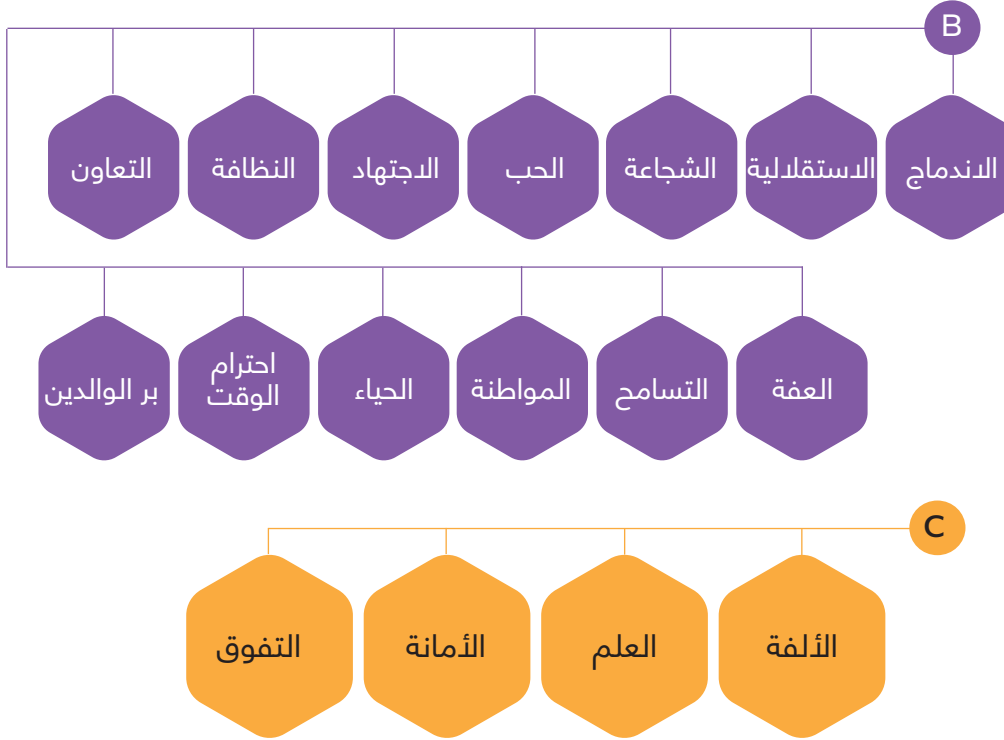 B
الاندماج
الاستقلالية
الشجاعة
الحب
الاجتهاد
النظافة
التعاون
العفة
التسامح
المواطنة
الحياء
احترام
الوقت
بر الوالدين
C
الألفة
العلم
الأمانة
التفوق